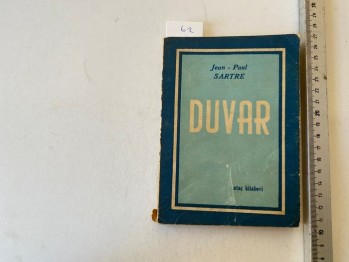 62
Jean - Paul
SARTRE
DUVAR
ataç kitabevi